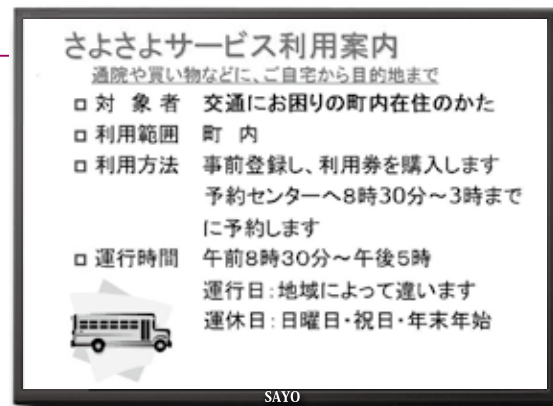 さよさよサービス利用案内
通院や買い物などに、ご自宅から目的地まで
対 象 者 交通にお困りの町内在住のかた
利用範囲 町 内
利用方法 事前登録し、利用券を購入します
予約センターへ8時30分～3時まで
に予約します
運行時間 午前8時30分～午後5時
運行日:地域によって違います
運休日:日曜日・祝日・年末年始
SAYO